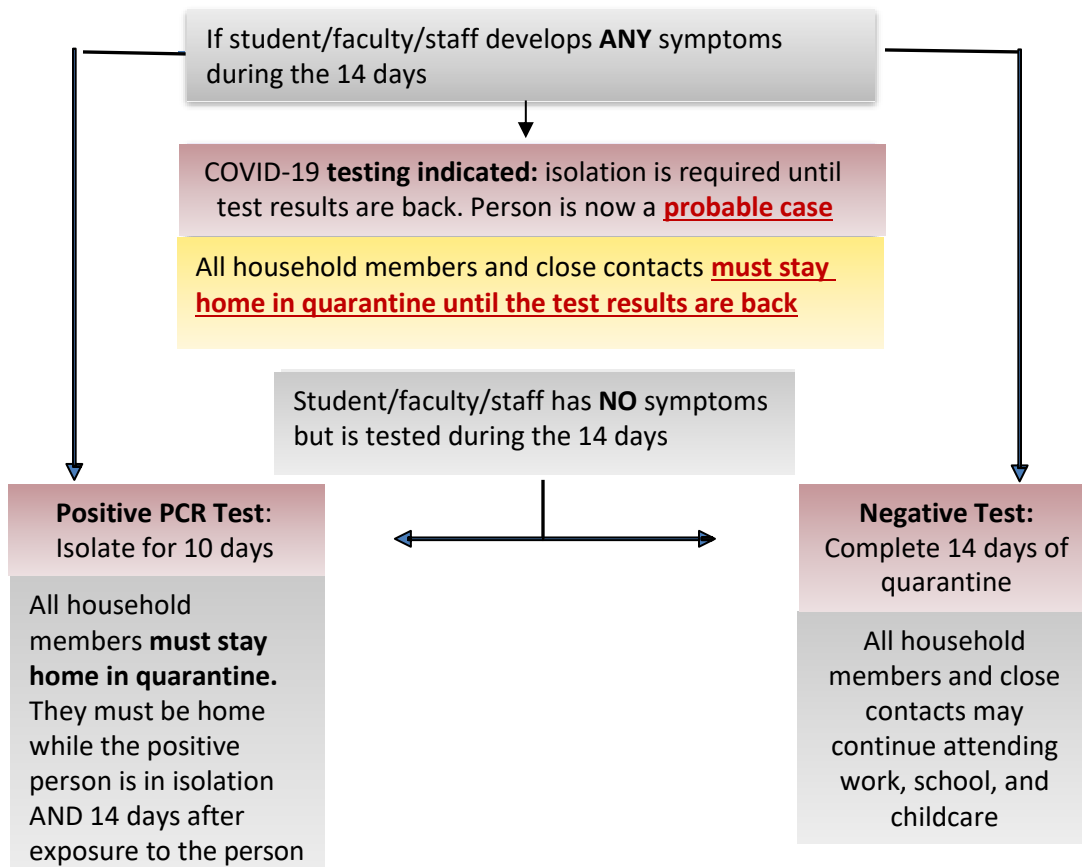 If student/faculty/staff develops ANY symptoms
during the 14 days
COVID-19 testing indicated: isolation is required until
test results are back. Person is now a probable case
All household members and close contacts must stay
home in quarantine until the test results are back
Student/faculty/staff has NO symptoms
but is tested during the 14 days
Positive PCR Test:
Isolate for 10 days
All household
members must stay
home in quarantine.
They must be home
while the positive
person is in isolation
AND 14 days after
exposure to the person
Negative Test:
Complete 14 days of
quarantine
All household
members and close
contacts may
continue attending
work, school, and
childcare